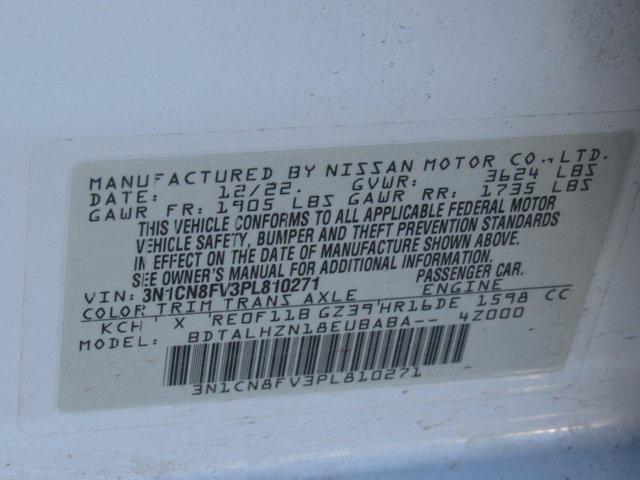 MANUFACTURED BY NISSAN MOTOR CO.,LTD.
DATE: 12/22. GVWR: 3624 LBS
GAWR FR: 1905 LBS GAWR RR: 1735 LBS
THIS VEHICLE CONFORMS TO ALL APPLICABLE FEDERAL MOTOR
VEHICLE SAFETY, BUMPER AND THEFT PREVENTION STANDARDS
IN EFFECT ON THE DATE OF MANUFACTURE SHOWN ABOVE.
SEE OWNER'S MANUAL FOR ADDITIONAL INFORMATION
VIN: 3N1CN8FV3PL810271 PASSENGER CAR.
COLOR TRIM TRANS AXLE ENGINE
KCH X RE0F11B GZ39 HR16DE 1598 CC
BDTALHZN18EUBABA-- 4Z000
3N1CN8FV3PL810271